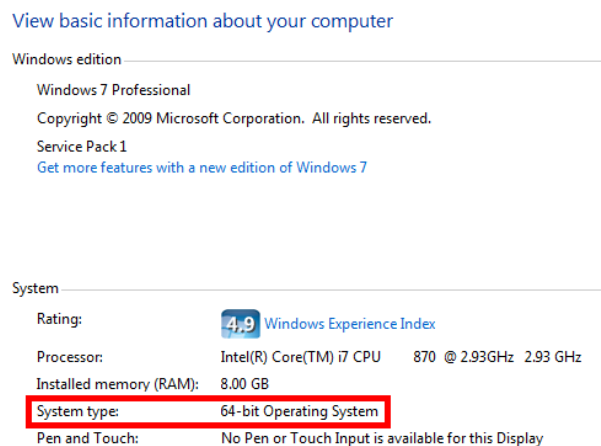 View basic information about your computer
Windows edition
Windows 7 Professional
Copyright © 2009 Microsoft Corporation. All rights reserved.
Service Pack 1
Get more features with a new edition of Windows 7
System
Rating: 4.9 Windows Experience Index
Processor: Intel(R) Core(TM) i7 CPU 870 @ 2.93GHz 2.93 GHz
Installed memory (RAM): 8.00 GB
System type: 64-bit Operating System
Pen and Touch: No Pen or Touch Input is available for this Display